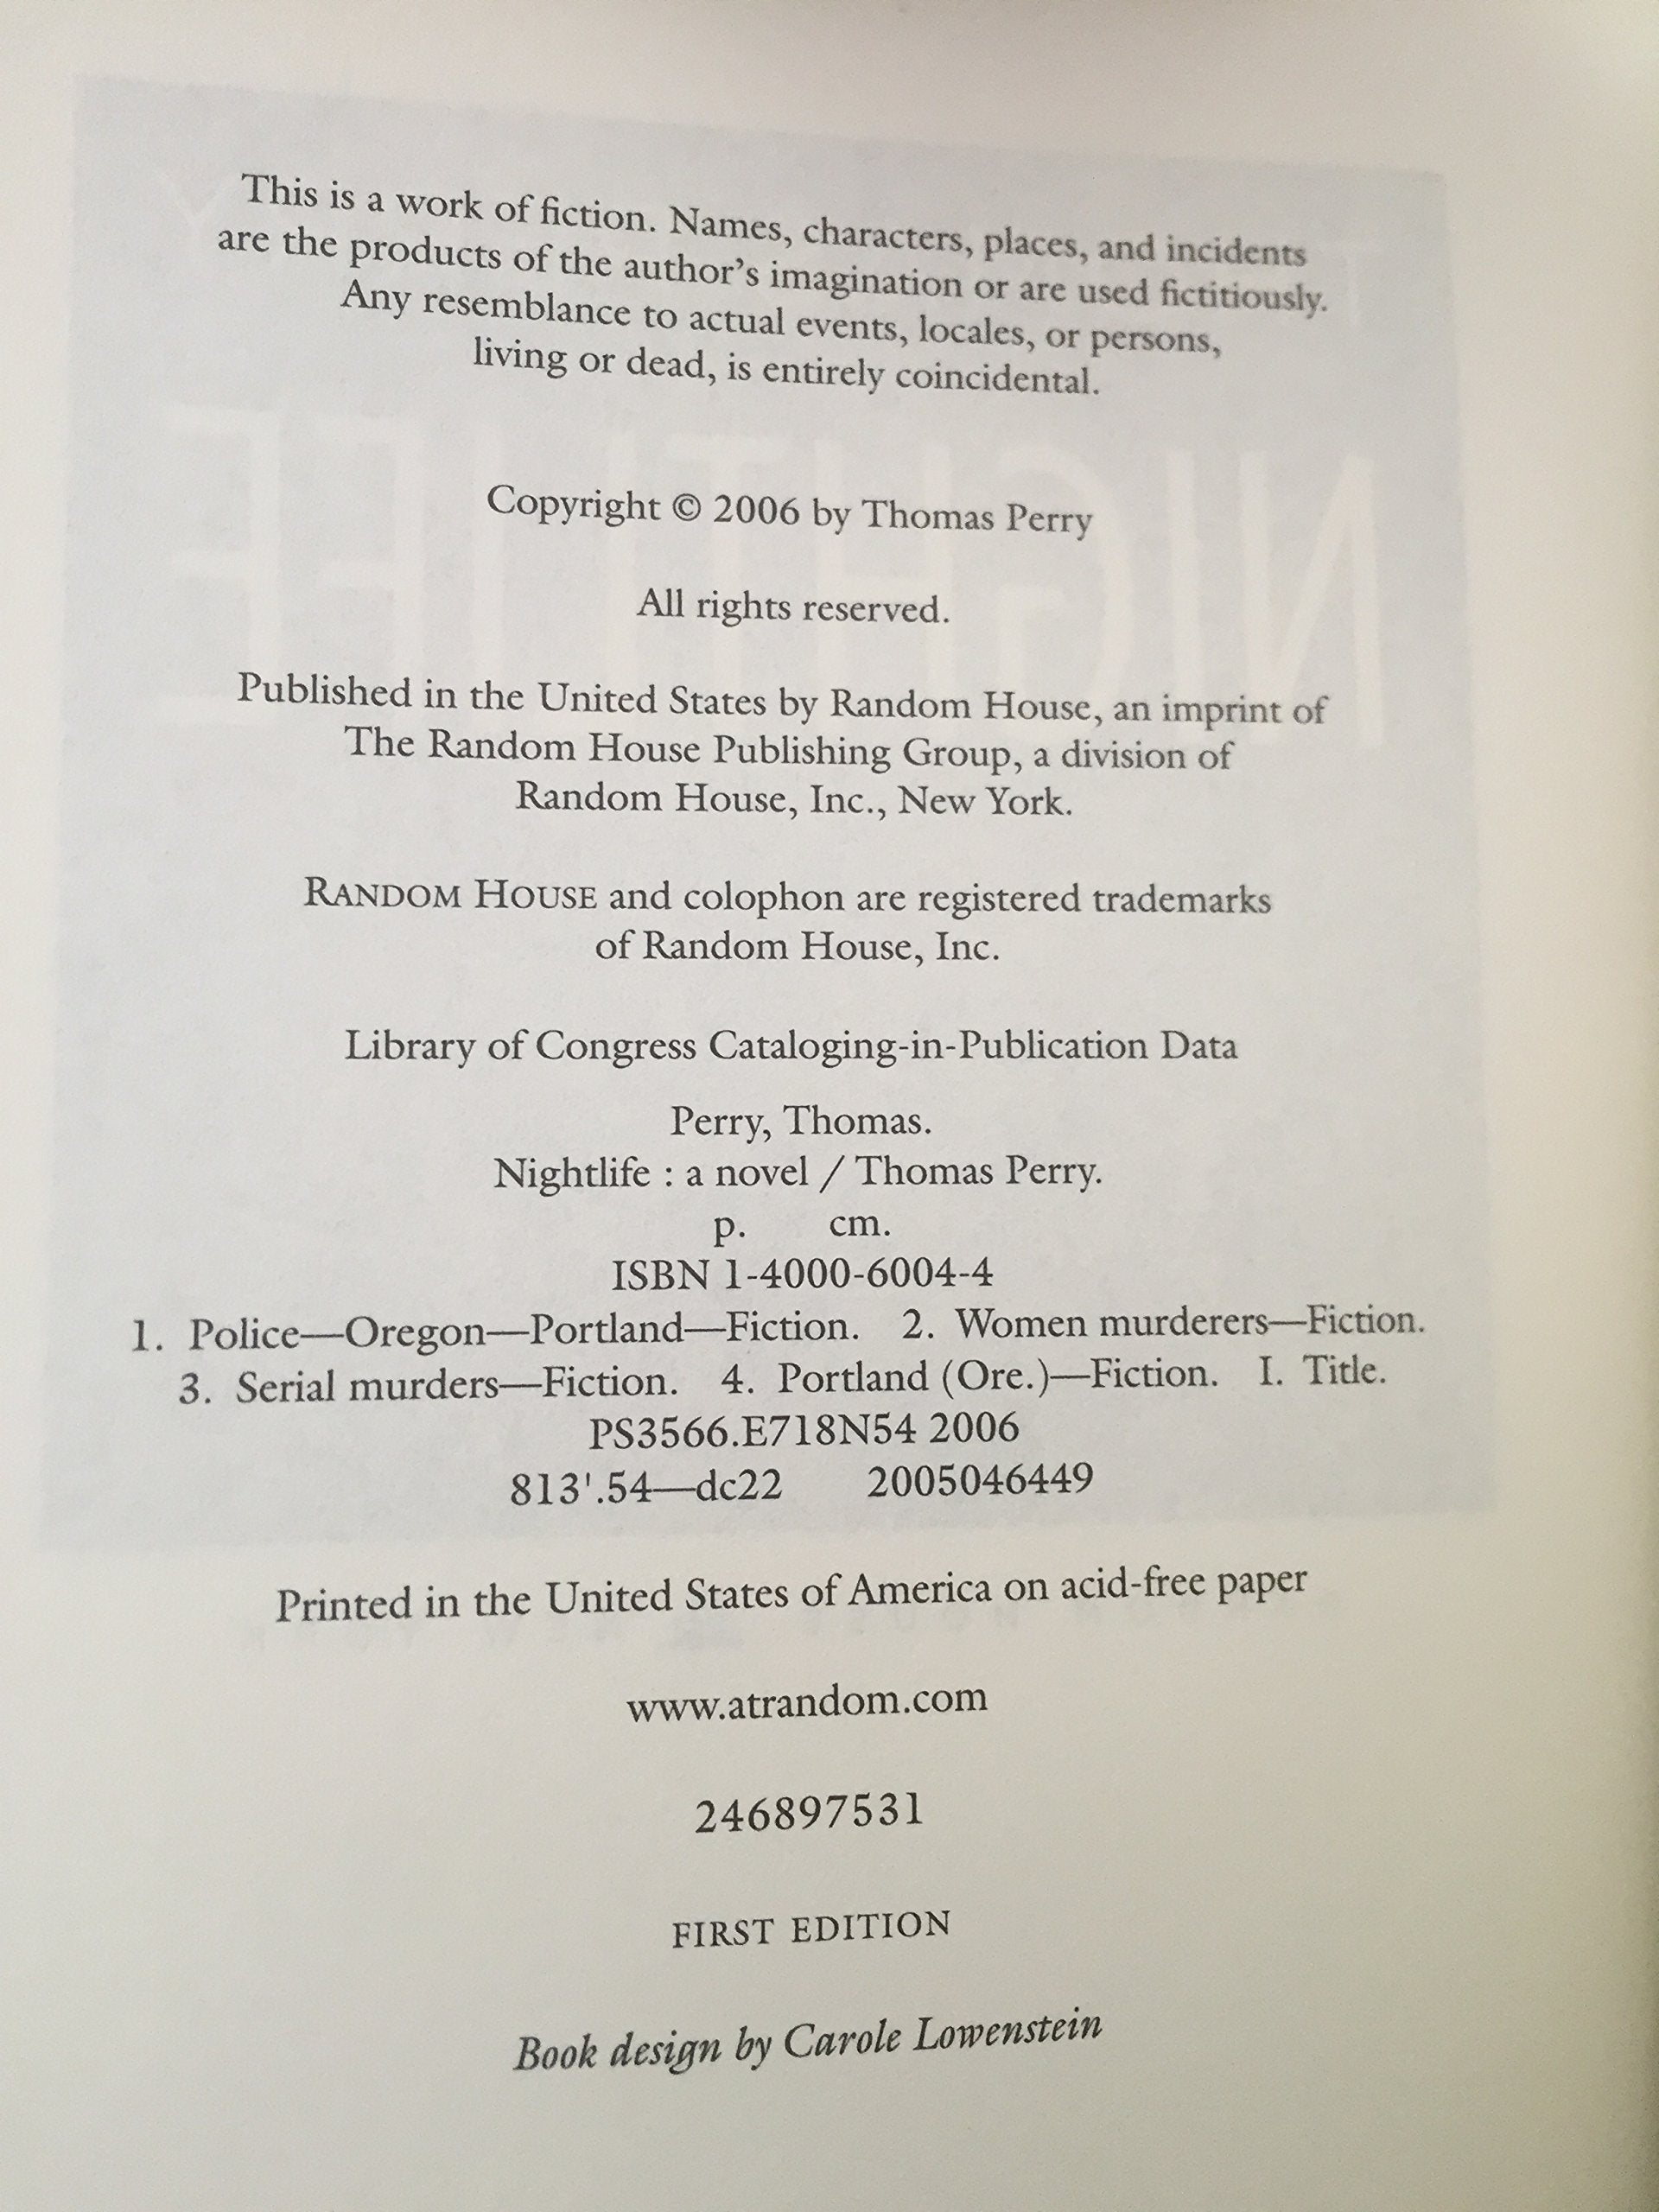 This is a work of fiction. Names, characters, places, and incidents
are the products of the author’s imagination or are used fictitiously.
Any resemblance to actual events, locales, or persons,
living or dead, is entirely coincidental.
Copyright © 2006 by Thomas Perry
All rights reserved.
Published in the United States by Random House, an imprint of
The Random House Publishing Group, a division of
Random House, Inc., New York.
RANDOM HOUSE and colophon are registered trademarks
of Random House, Inc.
Library of Congress Cataloging-in-Publication Data
Perry, Thomas.
Nightlife : a novel / Thomas Perry.
p. cm.
ISBN 1-4000-6004-4
1. Police—Oregon—Portland—Fiction. 2. Women murderers—Fiction.
3. Serial murders—Fiction. 4. Portland (Ore.)—Fiction. I. Title.
PS3566.E718N54 2006
813'.54—dc22 2005046449
Printed in the United States of America on acid-free paper
www.atrandom.com
246897531
FIRST EDITION
Book design by Carole Lowenstein